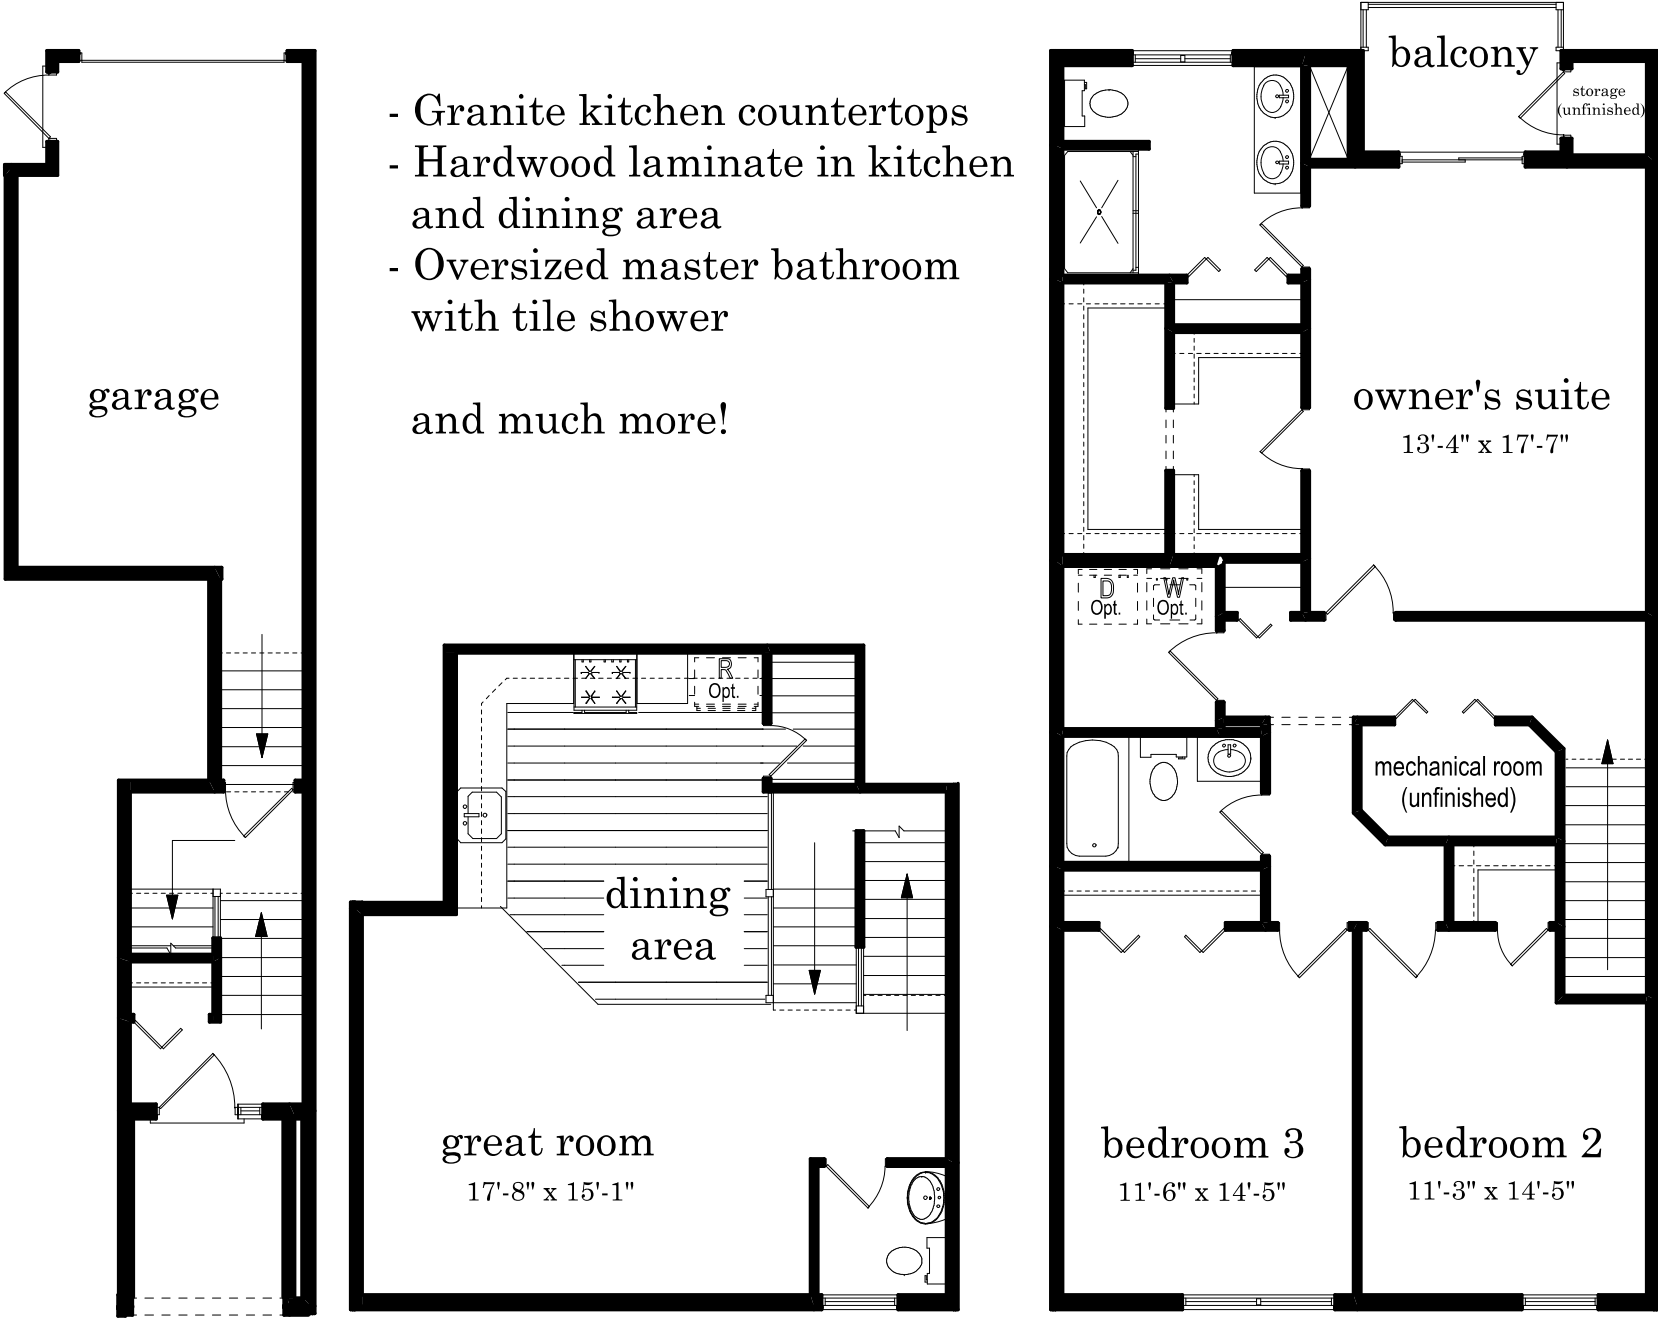 balcony
storage
(unfinished)
- Granite kitchen countertops
- Hardwood laminate in kitchen
and dining area
- Oversized master bathroom
with tile shower
and much more!
garage
owner's suite
13'-4" x 17'-7"
D
Opt.
W
Opt.
R
Opt.
mechanical room
(unfinished)
dining
area
great room
17'-8" x 15'-1"
bedroom 3
11'-6" x 14'-5"
bedroom 2
11'-3" x 14'-5"